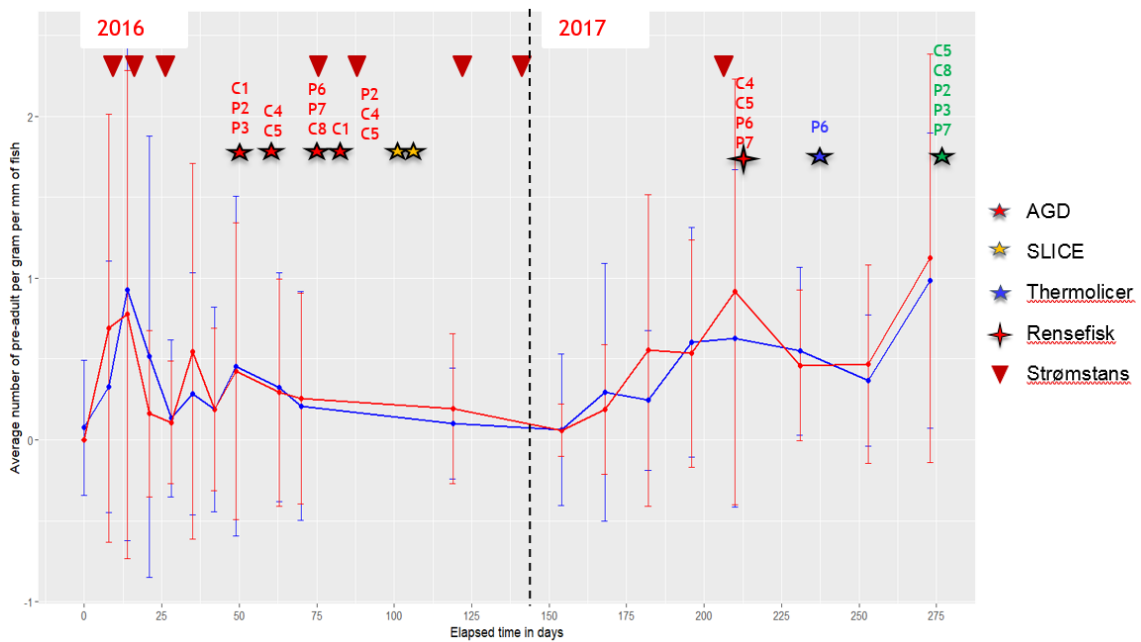 2016
2017
C1
P2
P3
C4
C5
P6
P7
C8
C1
P2
C4
C5
C4
C5
P6
P7
P6
C5
C8
P2
P3
P7
2
1
0
-1
Average number of pre-adult per gram per mm of fish
0
25
50
75
100
125
150
175
200
225
250
275
Elapsed time in days
AGD
SLICE
Thermolicer
Rensefisk
Strømstans